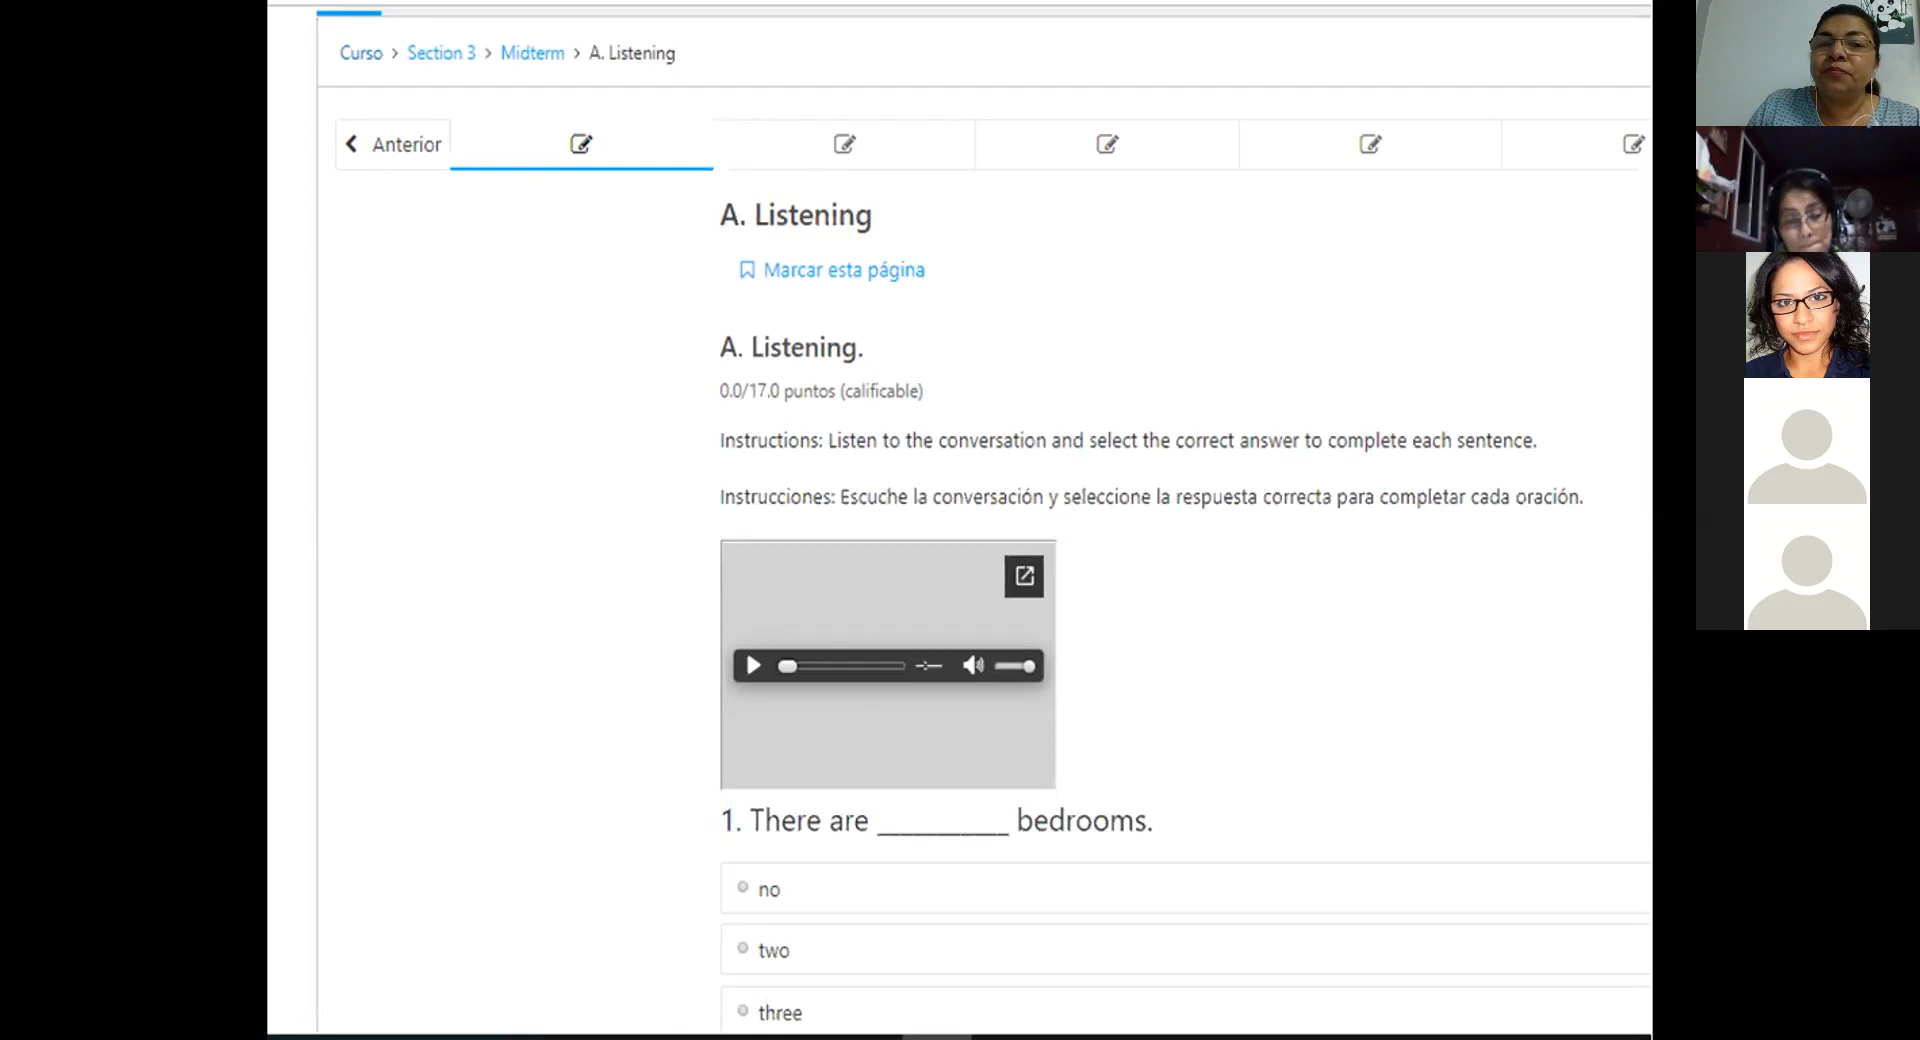 Curso > Section 3 > Midterm > A. Listening
Anterior
A. Listening
Marcar esta página
A. Listening.
0.0/17.0 puntos (calificable)
Instructions: Listen to the conversation and select the correct answer to complete each sentence.
Instrucciones: Escuche la conversación y seleccione la respuesta correcta para completar cada oración.
1. There are __________ bedrooms.
no
two
three